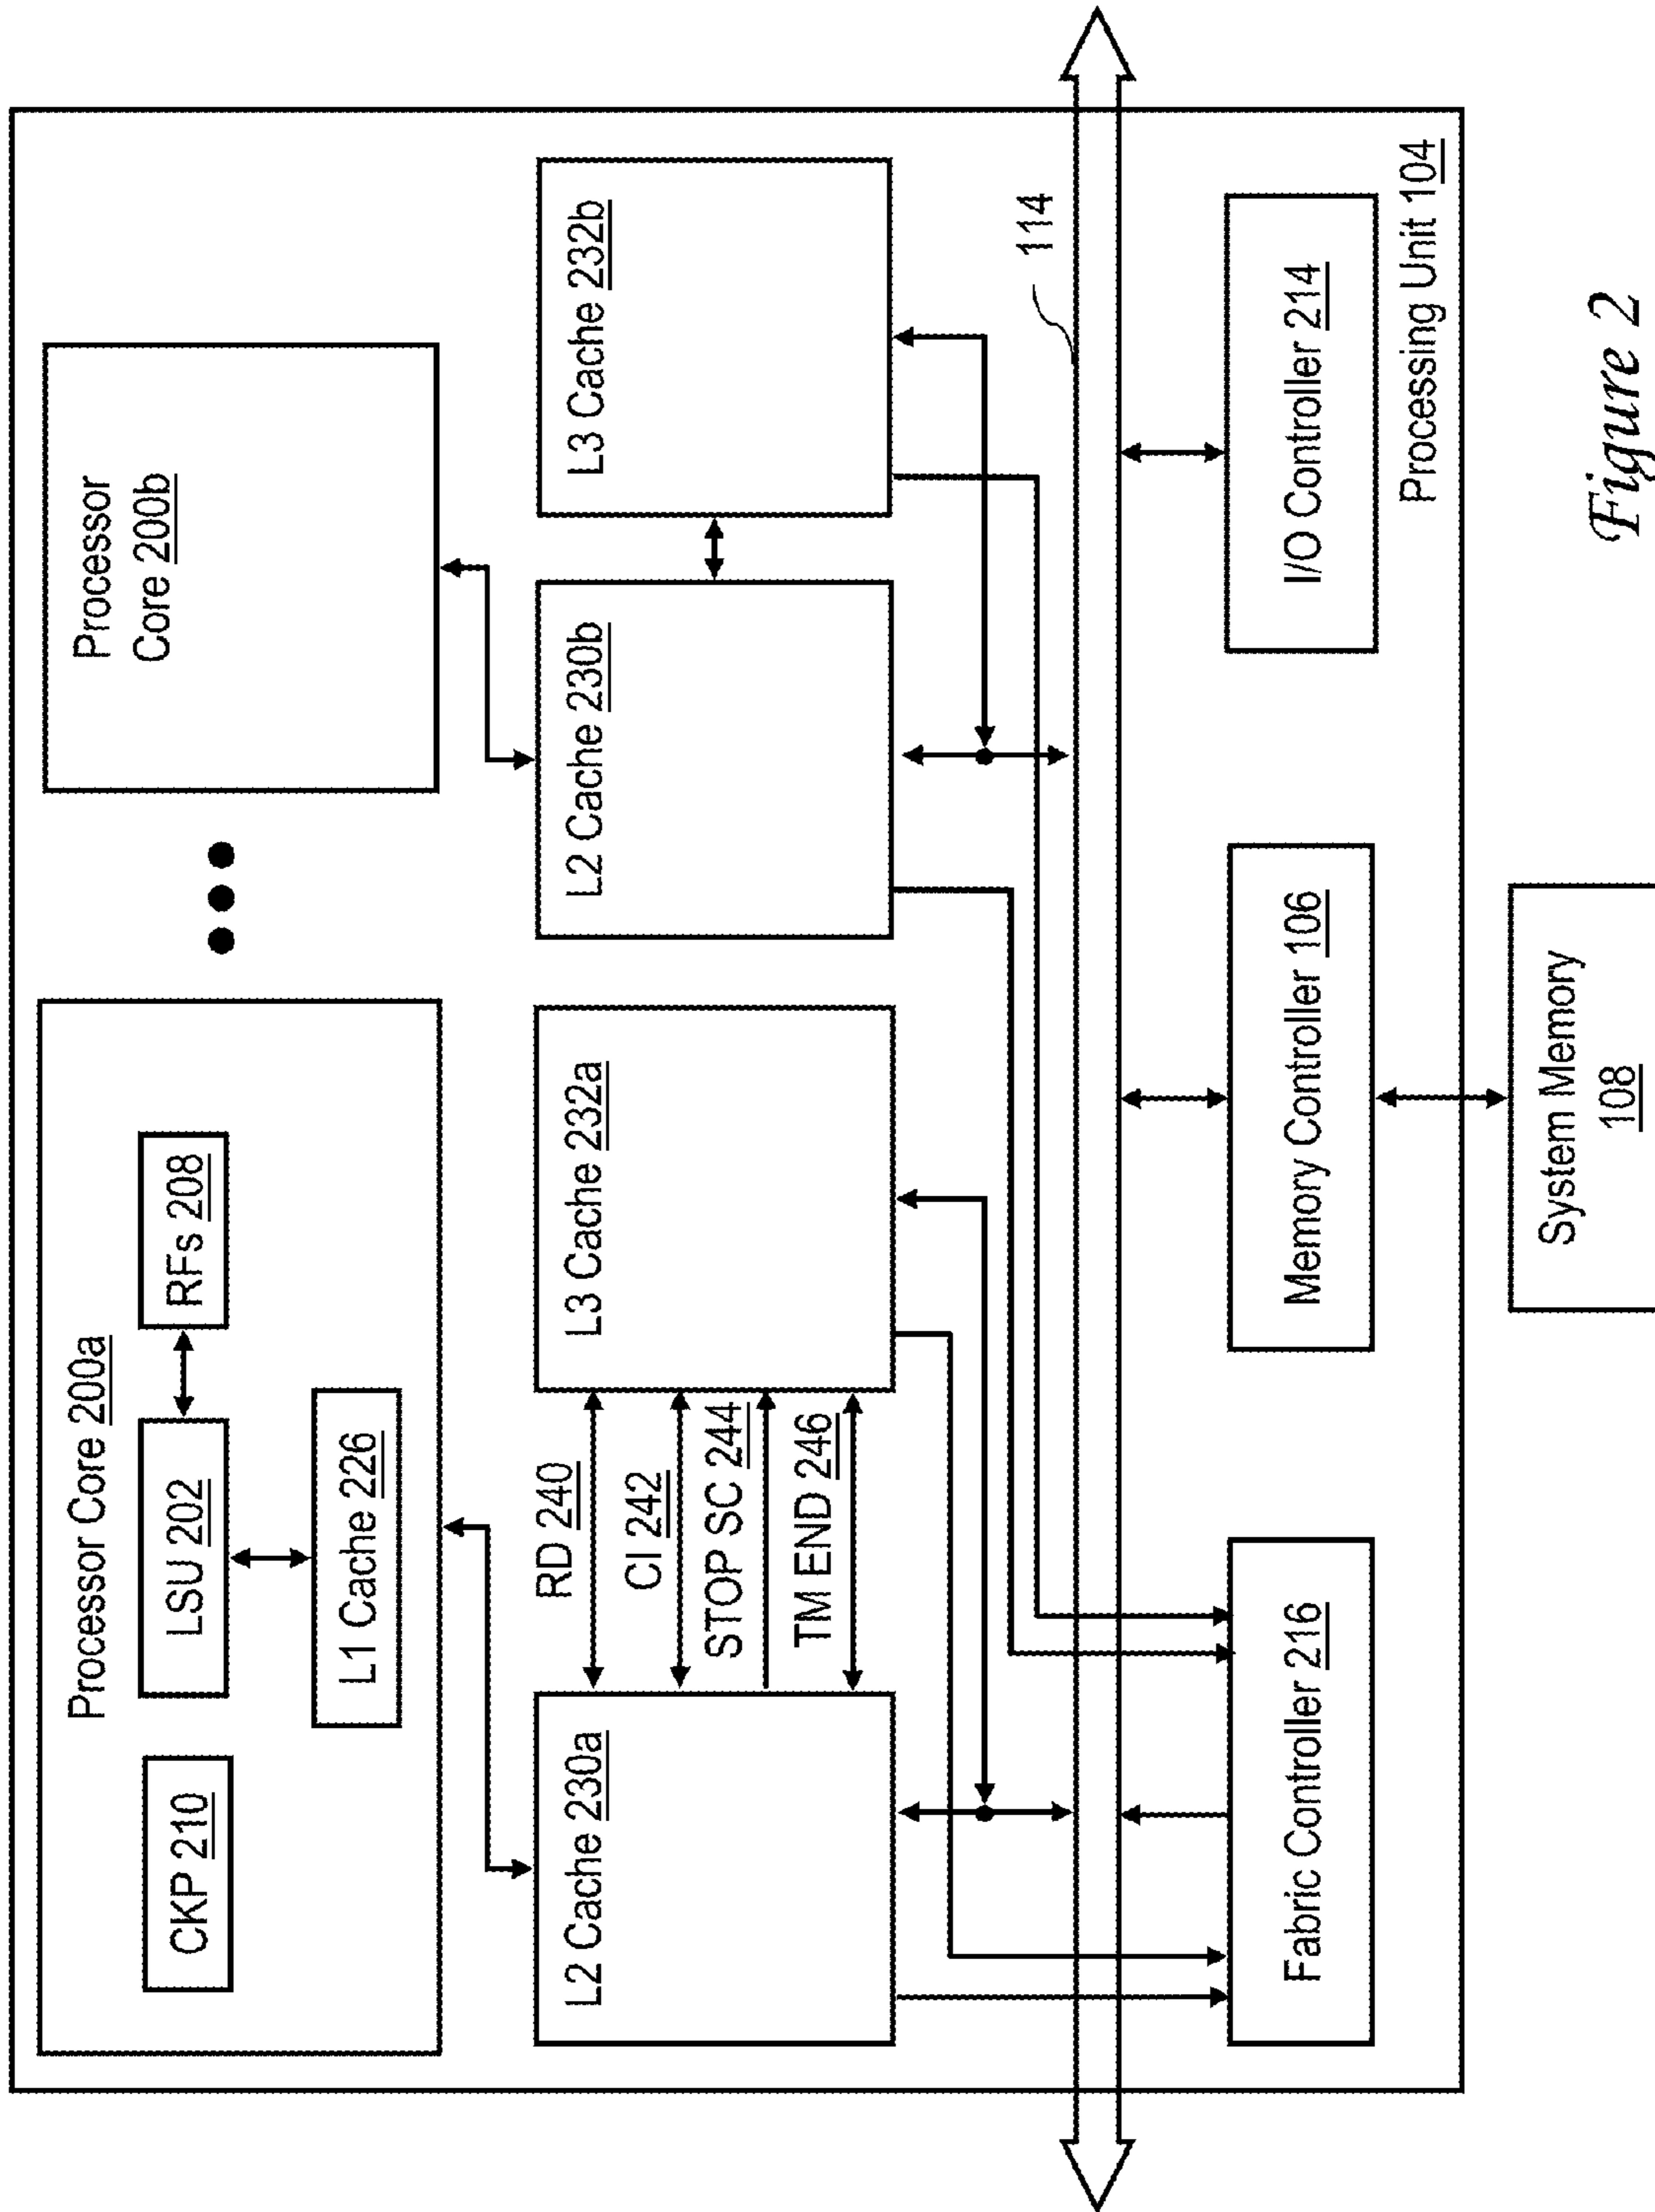 Processor Core 200a
CKP 210
LSU 202
RFs 208
L1 Cache 226
Processor
Core 200b
L2 Cache 230a
RD 240
CI 242
STOP SC 244
TM END 246
L3 Cache 232a
L2 Cache 230b
L3 Cache 232b
114
Fabric Controller 216
Memory Controller 106
I/O Controller 214
Processing Unit 104
System Memory
108
Figure 2